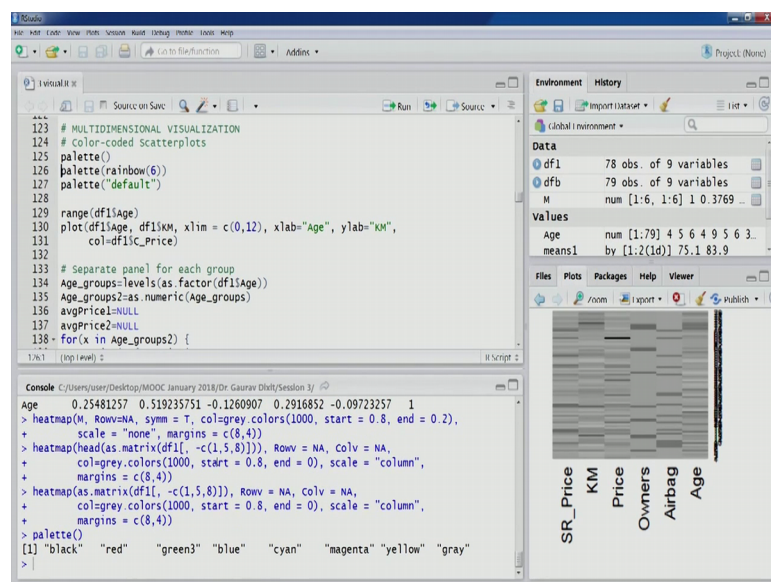 RStudio
File Edit Code View Plots Session Build Debug Profile Tools Help
Go to file/function
Addins
Project: (None)
1visual.R
Source on Save
Run
Source
123 # MULTIDIMENSIONAL VISUALIZATION
124 # Color-coded Scatterplots
125 palette()
126 palette(rainbow(6))
127 palette("default")
128
129 range(df1$Age)
130 plot(df1$Age, df1$KM, xlim = c(0,12), xlab="Age", ylab="KM",
131 col=df1$C_Price)
132
133 # Separate panel for each group
134 Age_groups=levels(as.factor(df1$Age))
135 Age_groups2=as.numeric(Age_groups)
136 avgPrice1=NULL
137 avgPrice2=NULL
138 for(x in Age_groups2) {
126:1 (Top Level)
R Script
Console C:/Users/user/Desktop/MOOC January 2018/Dr. Gaurav Dixit/Session 3/
Age 0.25481257 0.519235751 -0.1260907 0.2916852 -0.09723257 1
> heatmap(M, Rowv=NA, symm = T, col=grey.colors(1000, start = 0.8, end = 0.2),
+ scale = "none", margins = c(8,4))
> heatmap(head(as.matrix(df1[, -c(1,5,8)])), Rowv = NA, Colv = NA,
+ col=grey.colors(1000, start = 0.8, end = 0), scale = "column",
+ margins = c(8,4))
> heatmap(as.matrix(df1[, -c(1,5,8)]), Rowv = NA, Colv = NA,
+ col=grey.colors(1000, start = 0.8, end = 0), scale = "column",
+ margins = c(8,4))
> palette()
[1] "black" "red" "green3" "blue" "cyan" "magenta" "yellow" "gray"
>
Environment History
Import Dataset
List
Global Environment
Data
df1 78 obs. of 9 variables
dfb 79 obs. of 9 variables
M num [1:6, 1:6] 1 0.3769 ...
Values
Age num [1:79] 4 5 6 4 9 5 6 3…
means1 by [1:2(1d)] 75.1 83.9
Files Plots Packages Help Viewer
Zoom Export Publish
SR_Price
KM
Price
Owners
Airbag
Age